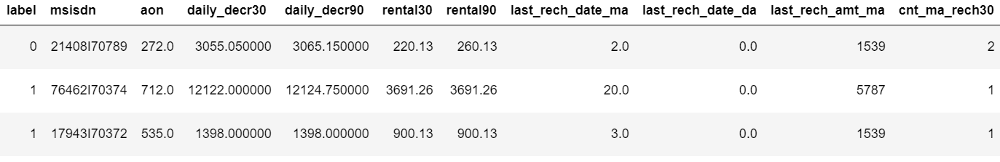 label msisdn aon daily_decr30 daily_decr90 rental30 rental90 last_rech_date_ma last_rech_date_da last_rech_amt_ma cnt_ma_rech30
0 21408I70789 272.0 3055.050000 3065.150000 220.13 260.13 2.0 0.0 1539 2
1 76462I70374 712.0 12122.000000 12124.750000 3691.26 3691.26 20.0 0.0 5787 1
1 17943I70372 535.0 1398.000000 1398.000000 900.13 900.13 3.0 0.0 1539 1